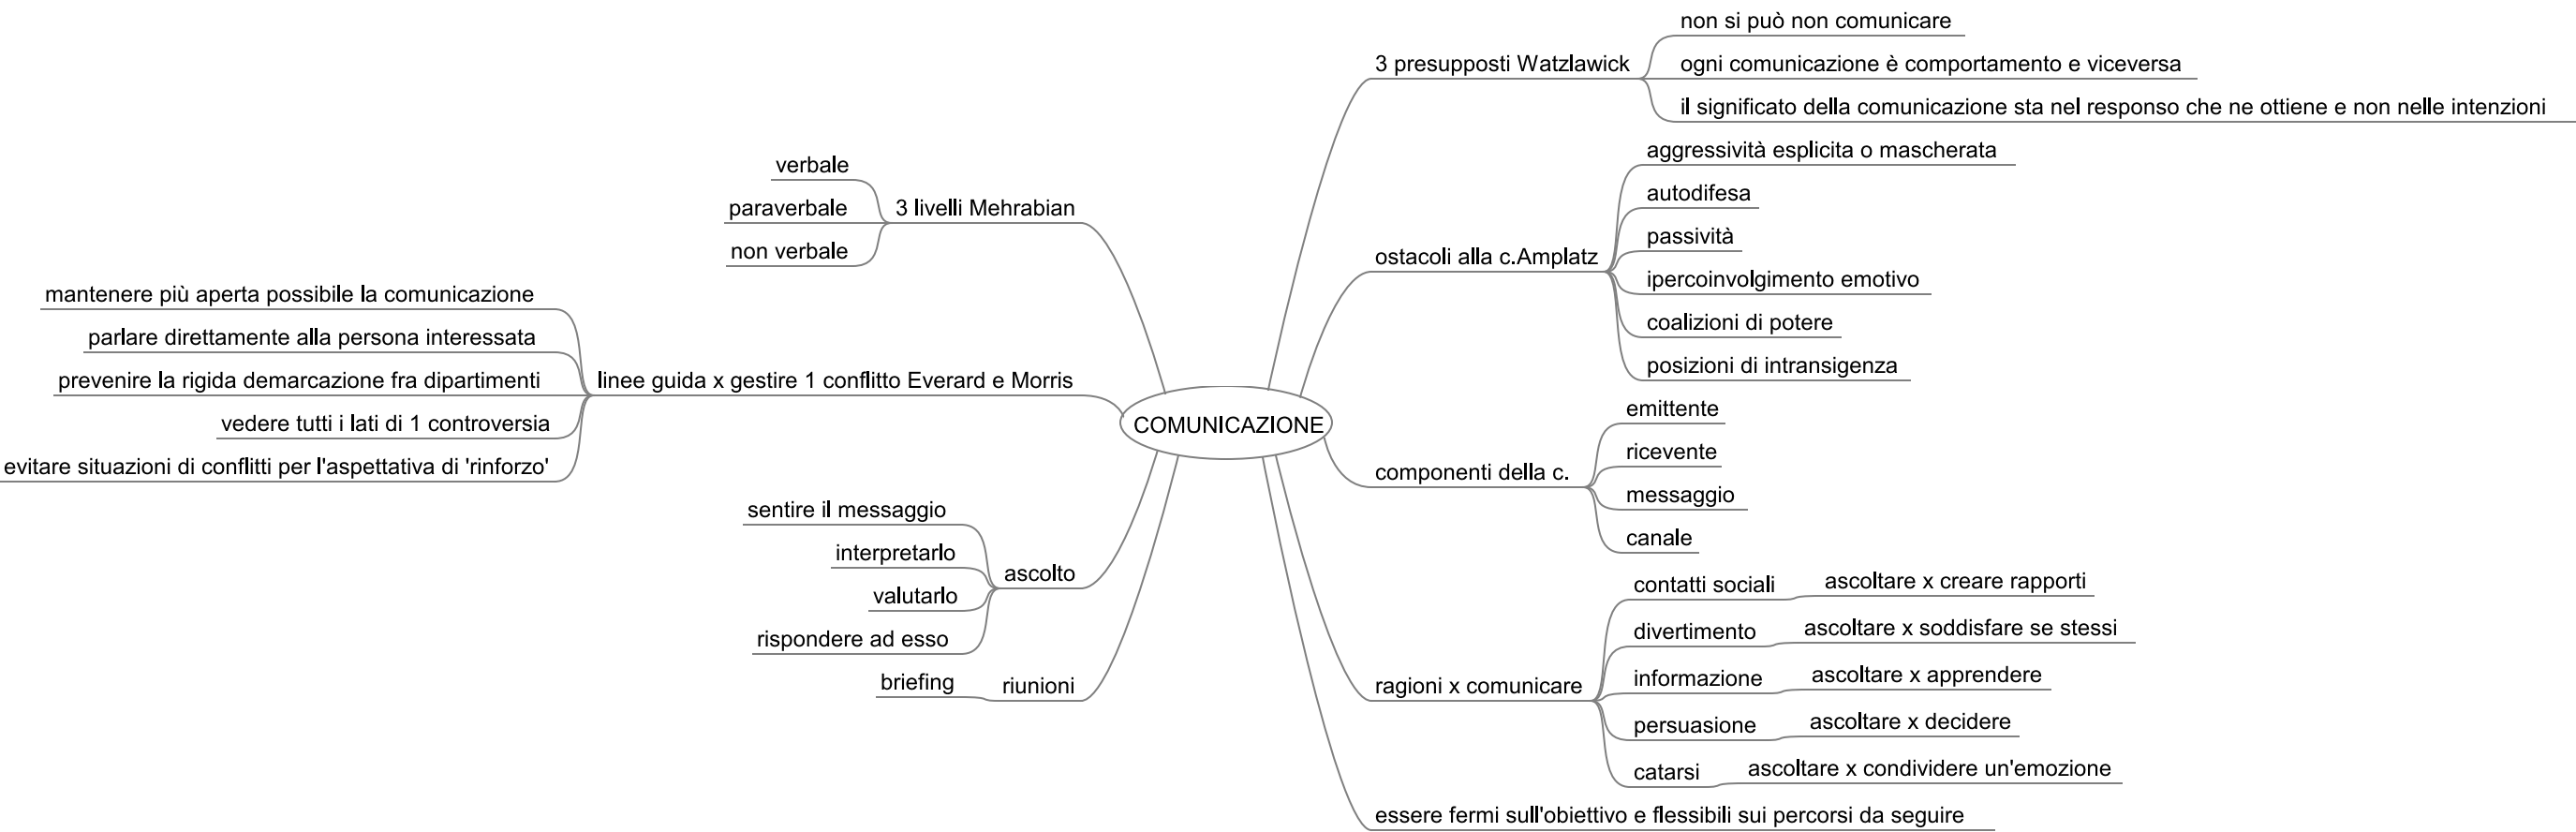 COMUNICAZIONE
3 presupposti Watzlawick
non si può non comunicare
ogni comunicazione è comportamento e viceversa
il significato della comunicazione sta nel responso che ne ottiene e non nelle intenzioni
ostacoli alla c.Amplatz
aggressività esplicita o mascherata
autodifesa
passività
ipercoinvolgimento emotivo
coalizioni di potere
posizioni di intransigenza
componenti della c.
emittente
ricevente
messaggio
canale
ragioni x comunicare
contatti sociali
ascoltare x creare rapporti
divertimento
ascoltare x soddisfare se stessi
informazione
ascoltare x apprendere
persuasione
ascoltare x decidere
catarsi
ascoltare x condividere un'emozione
essere fermi sull'obiettivo e flessibili sui percorsi da seguire
3 livelli Mehrabian
verbale
paraverbale
non verbale
linee guida x gestire 1 conflitto Everard e Morris
mantenere più aperta possibile la comunicazione
parlare direttamente alla persona interessata
prevenire la rigida demarcazione fra dipartimenti
vedere tutti i lati di 1 controversia
evitare situazioni di conflitti per l'aspettativa di 'rinforzo'
ascolto
sentire il messaggio
interpretarlo
valutarlo
rispondere ad esso
riunioni
briefing